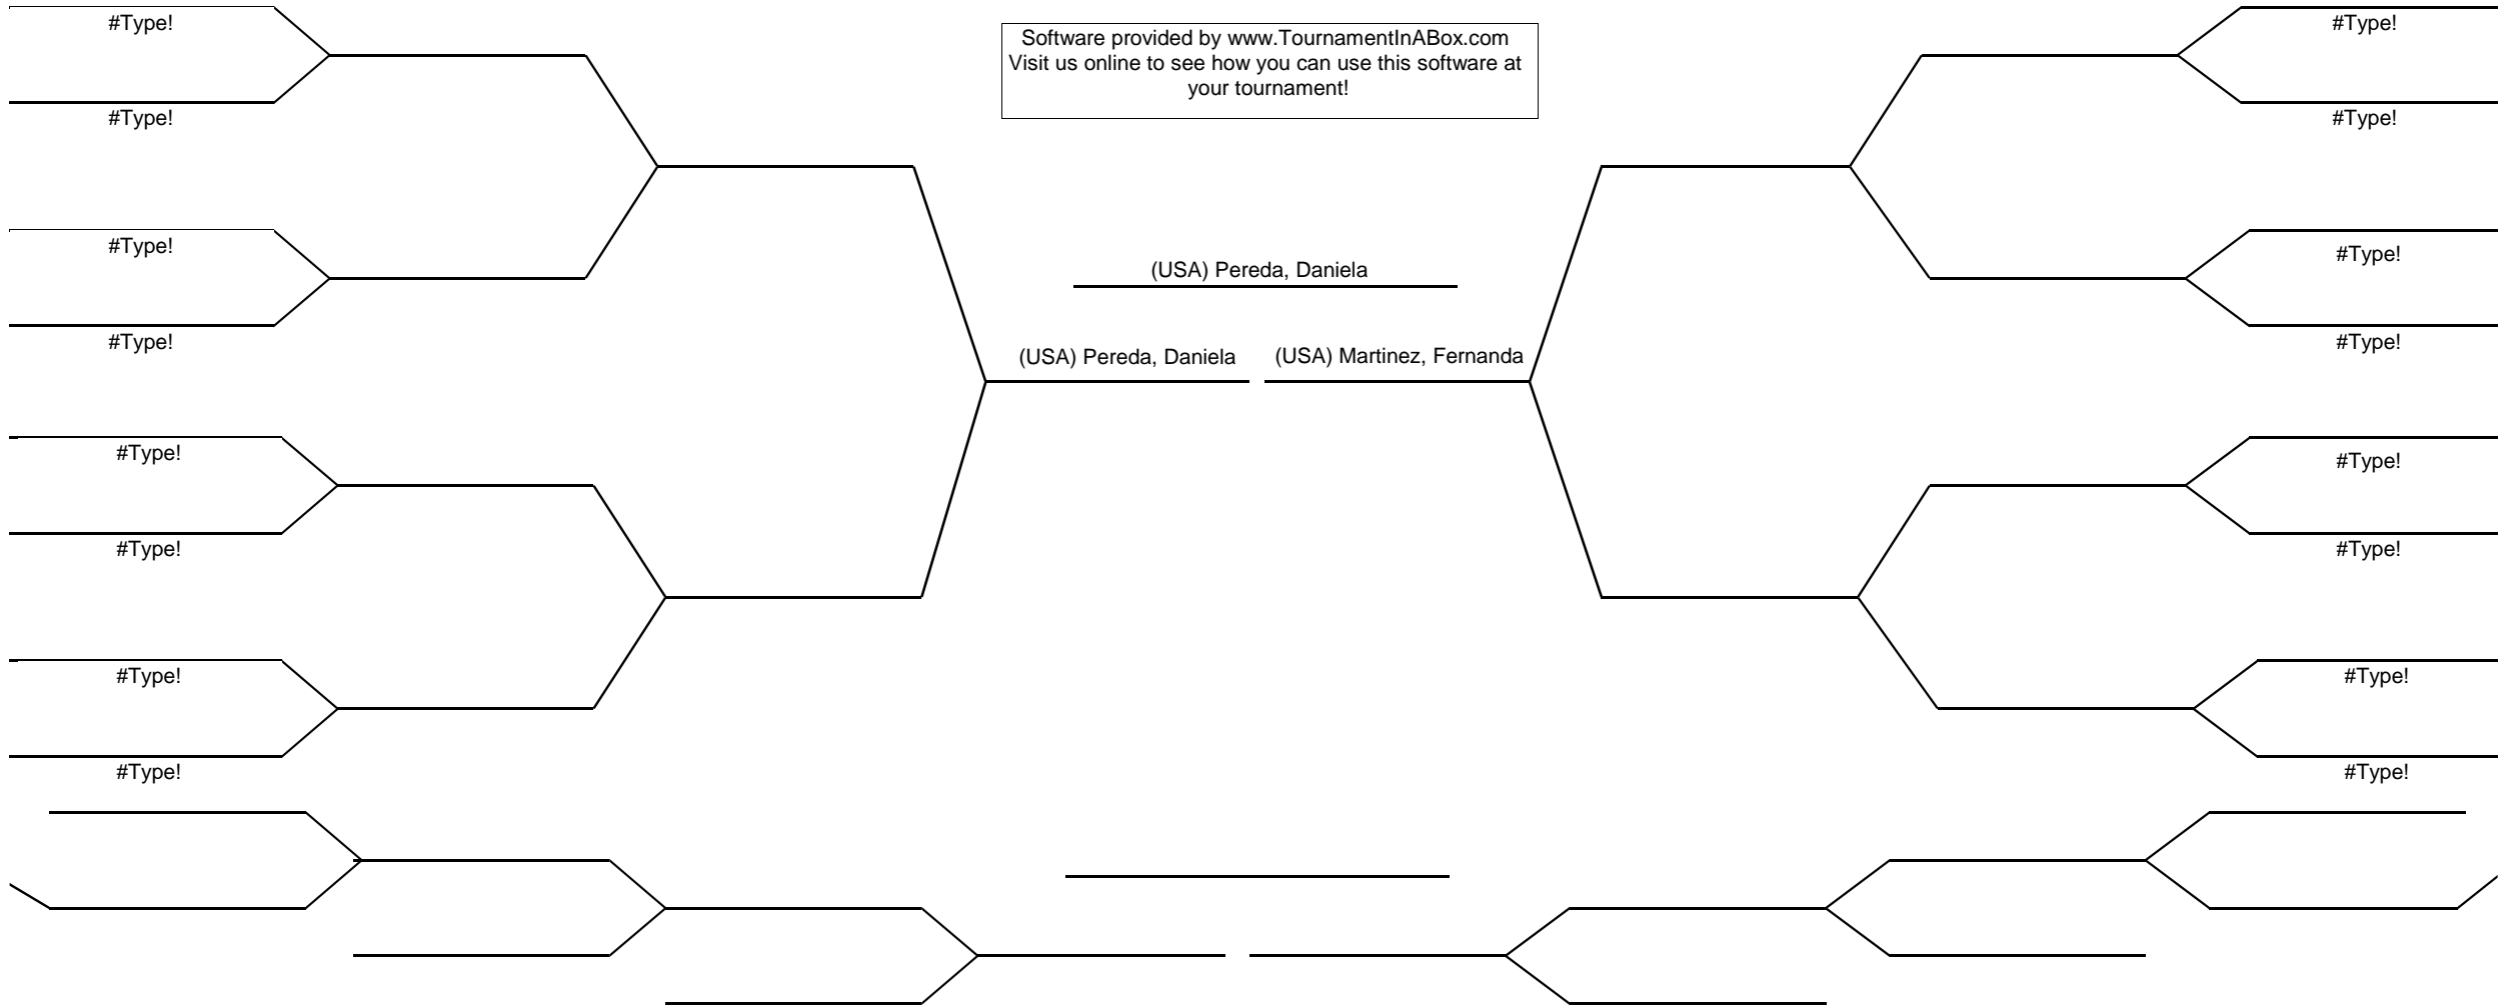 #Type!
#Type!
Software provided by www.TournamentInABox.com
Visit us online to see how you can use this software at
your tournament!
#Type!
#Type!
#Type!
#Type!
(USA) Pereda, Daniela
#Type!
#Type!
(USA) Pereda, Daniela
(USA) Martinez, Fernanda
#Type!
#Type!
#Type!
#Type!
#Type!
#Type!
#Type!
#Type!